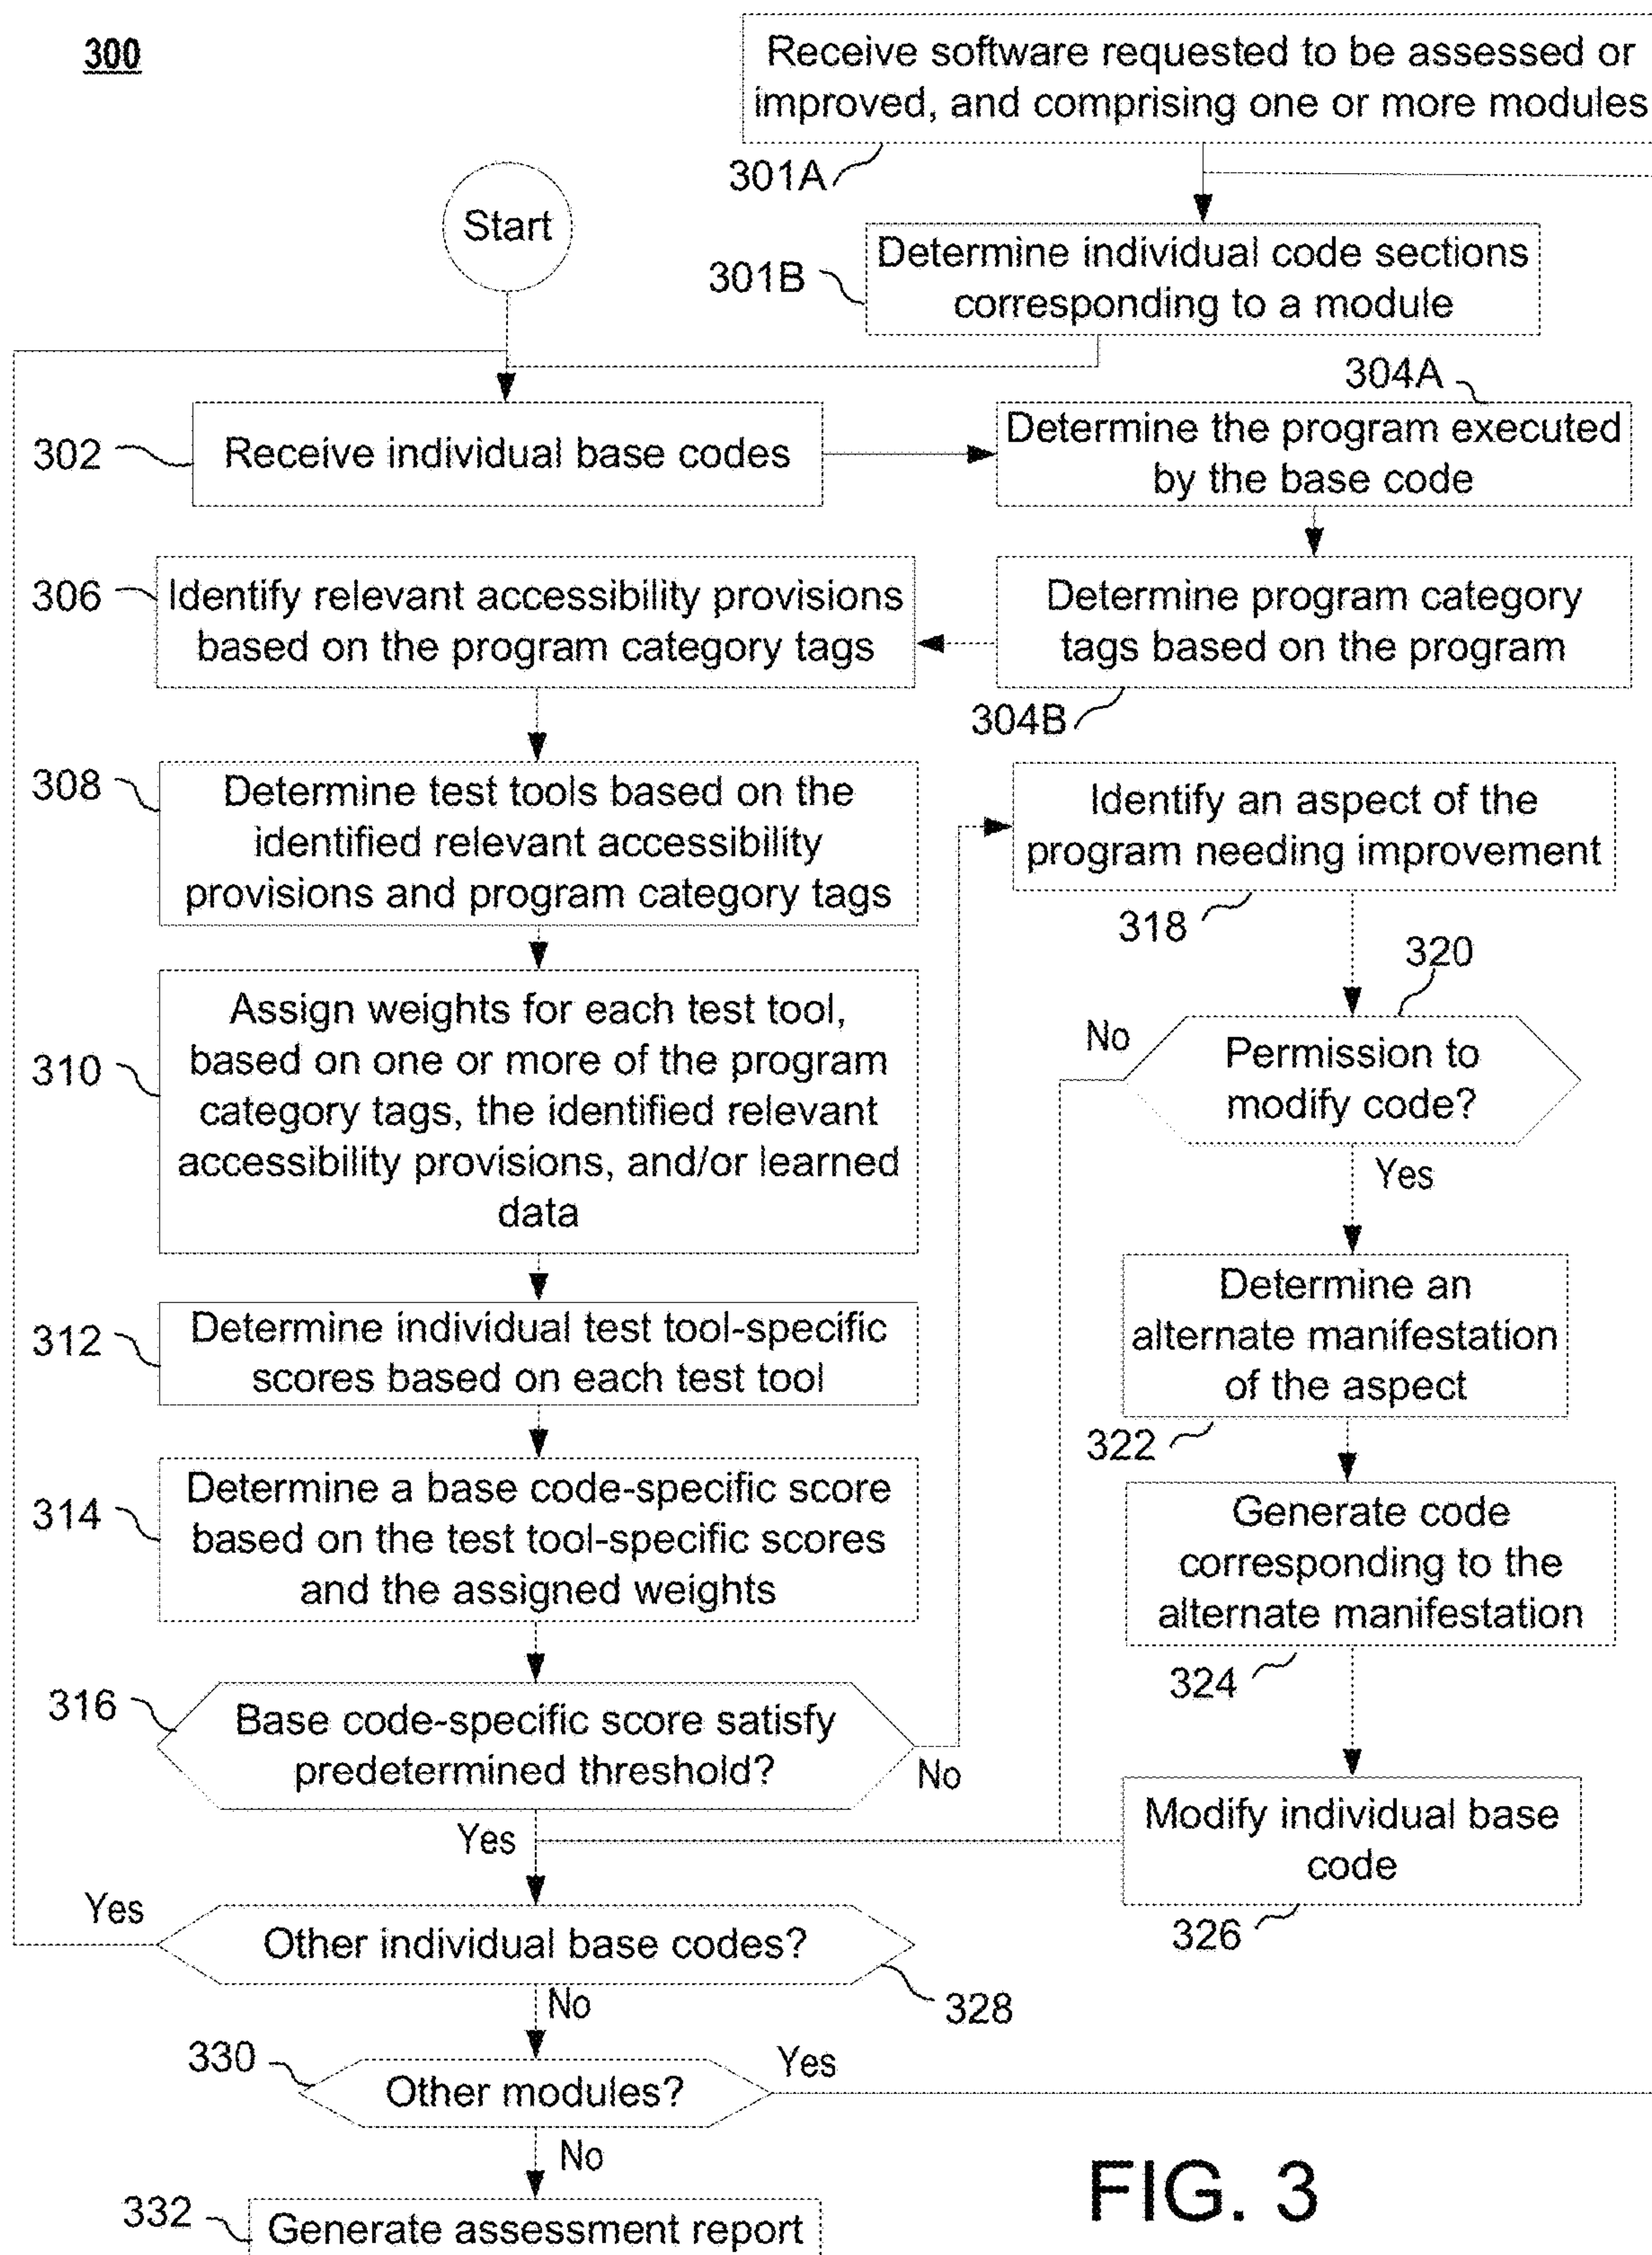 300
Receive software requested to be assessed or
improved, and comprising one or more modules
301A
Start
301B
Determine individual code sections
corresponding to a module
304A
302
Receive individual base codes
Determine the program executed
by the base code
306
Identify relevant accessibility provisions
based on the program category tags
Determine program category
tags based on the program
304B
308
Determine test tools based on the
identified relevant accessibility
provisions and program category tags
Identify an aspect of the
program needing improvement
318
320
310
Assign weights for each test tool,
based on one or more of the program
category tags, the identified relevant
accessibility provisions, and/or learned
data
No
Permission to
modify code?
Yes
312
Determine individual test tool-specific
scores based on each test tool
Determine an
alternate manifestation
of the aspect
322
314
Determine a base code-specific score
based on the test tool-specific scores
and the assigned weights
Generate code
corresponding to the
alternate manifestation
324
316
Base code-specific score satisfy
predetermined threshold?
No
Yes
Modify individual base
code
326
Yes
Other individual base codes?
328
No
330
Other modules?
Yes
No
332
Generate assessment report
FIG. 3